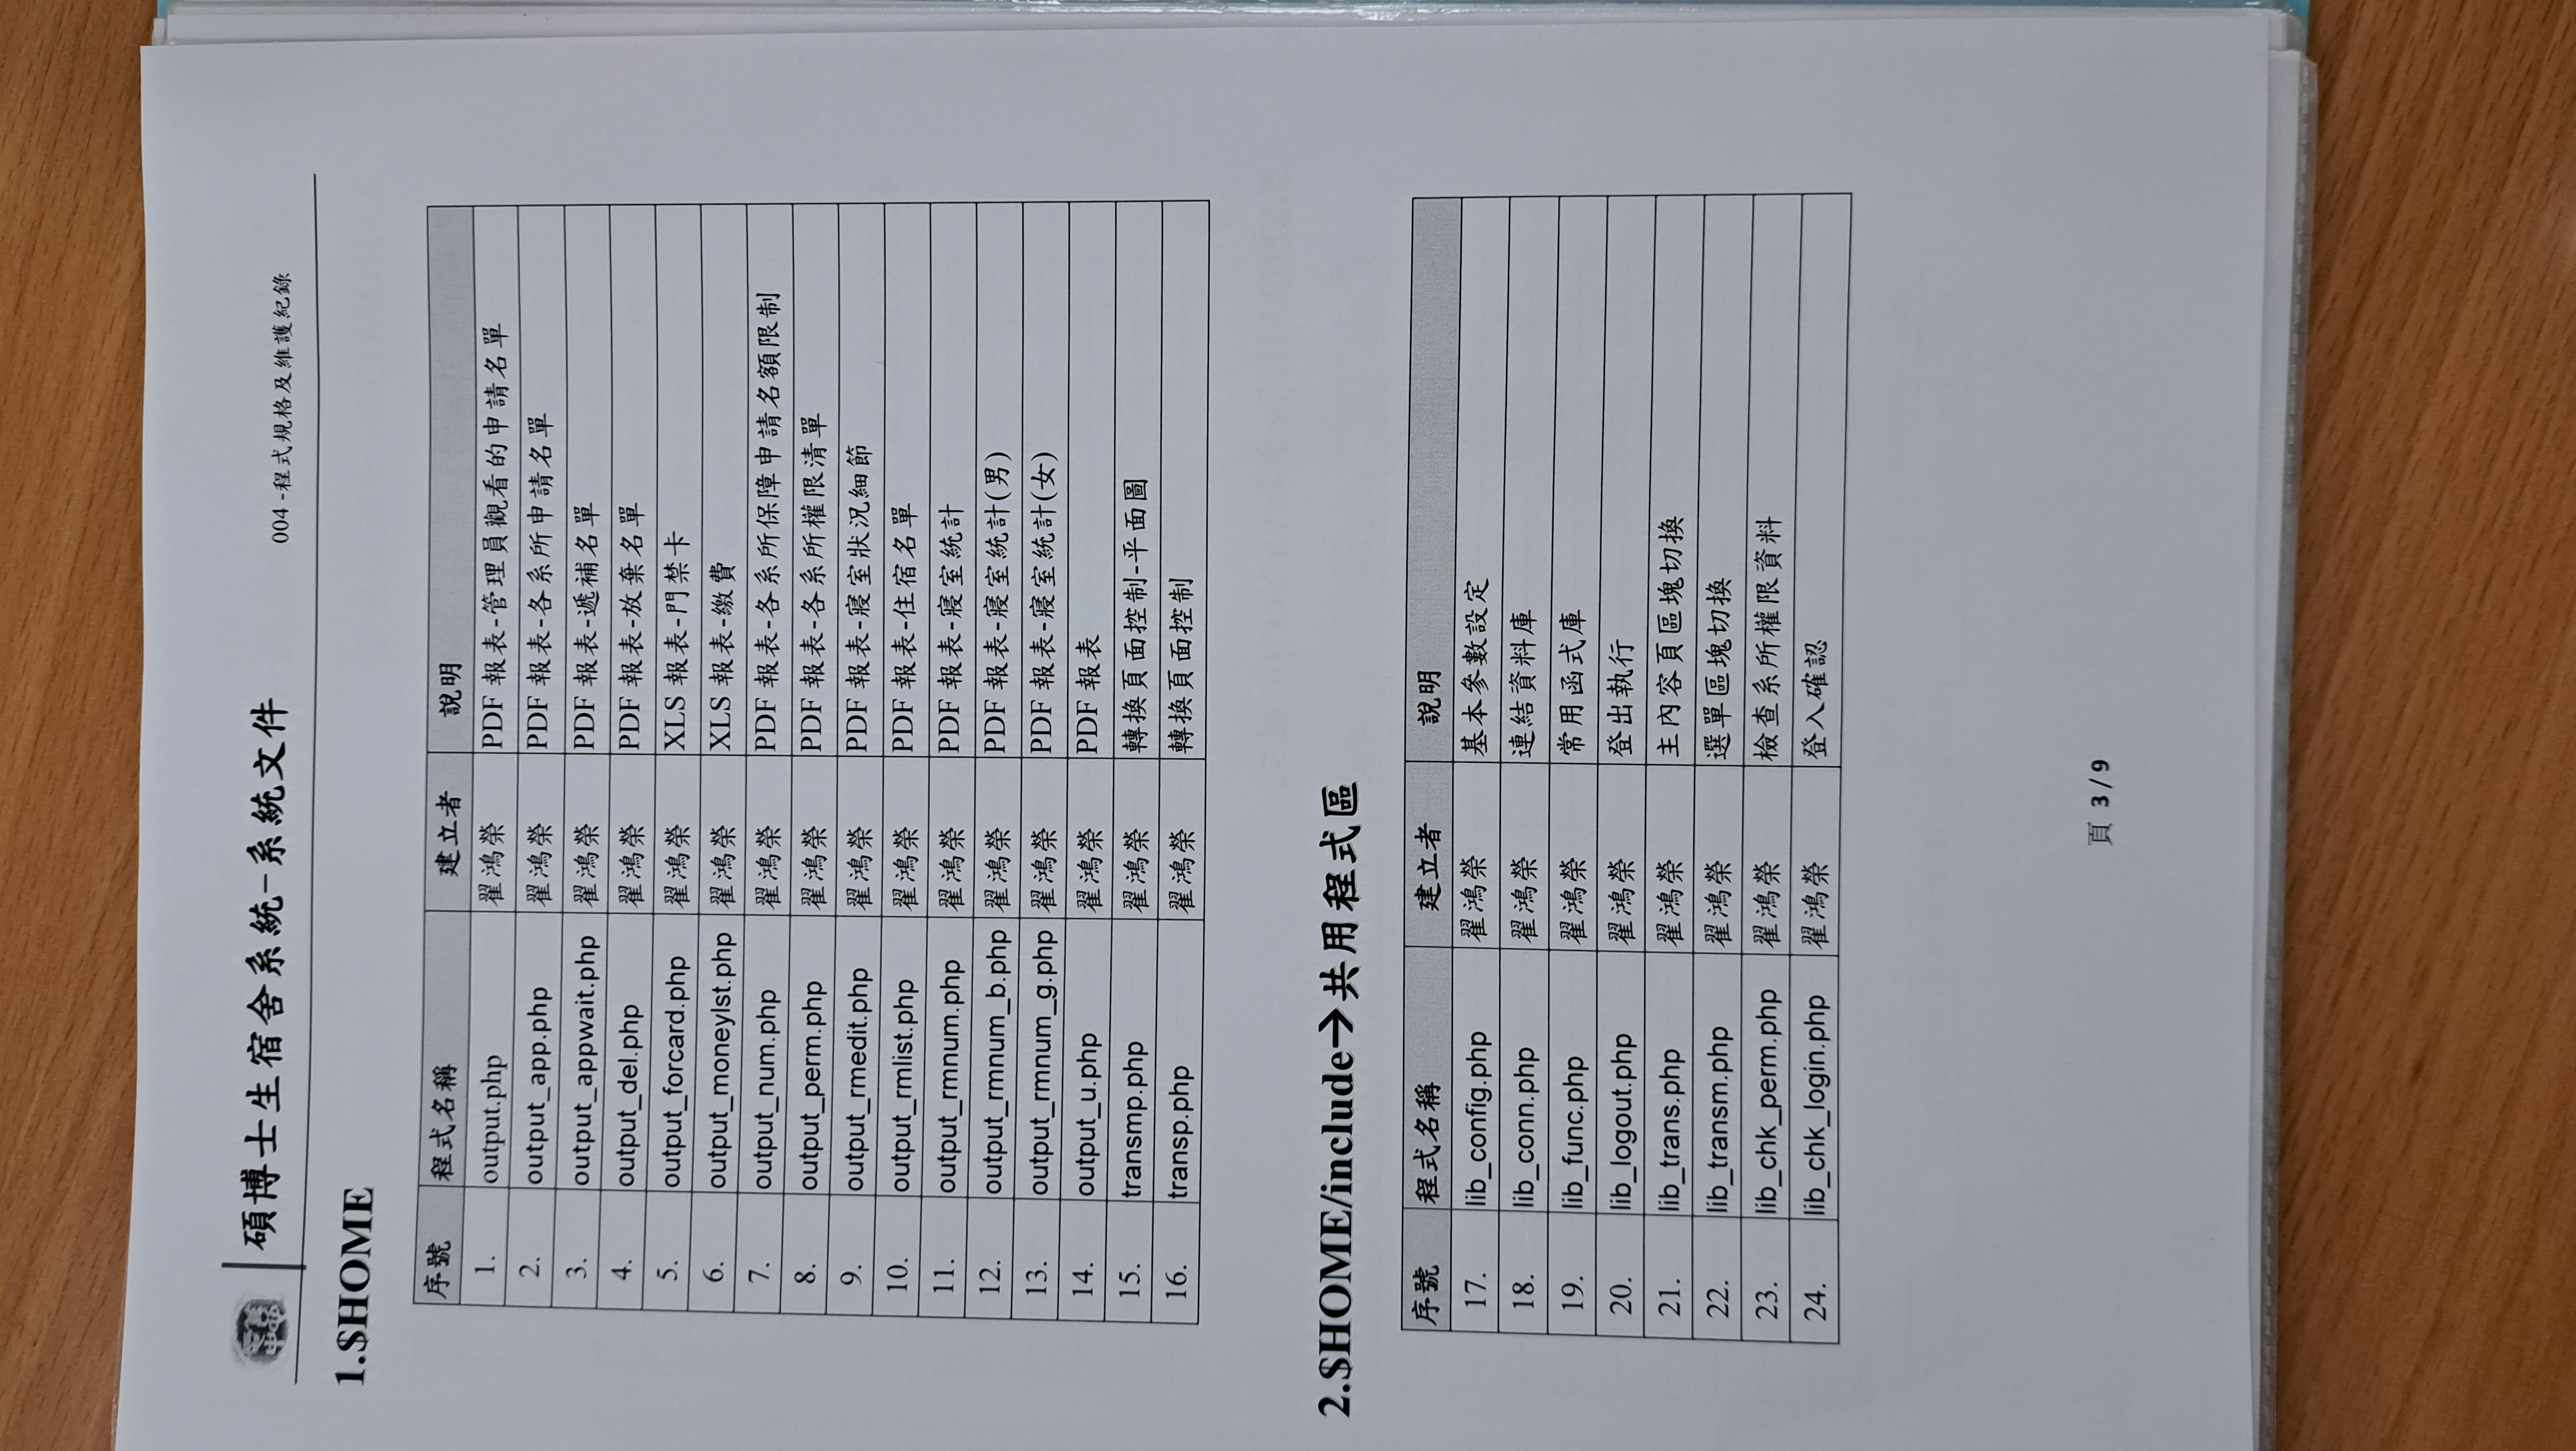 碩博士生宿舍系統-系統文件 004 -程式規格及維護紀錄
1.$HOME
序號 程式名稱 建立者 說明
1. output.php 翟鴻榮 PDF 報表-管理員觀看的申請名單
2. output_app.php 翟鴻榮 PDF 報表-各系所申請名單
3. output_appwait.php 翟鴻榮 PDF 報表-遞補名單
4. output_del.php 翟鴻榮 PDF 報表-放棄名單
5. output_forcard.php 翟鴻榮 XLS 報表-門禁卡
6. output_moneylst.php 翟鴻榮 XLS 報表-繳費
7. output_num.php 翟鴻榮 PDF 報表-各系所保障申請名額限制
8. output_perm.php 翟鴻榮 PDF 報表-各系所權限清單
9. output_rmedit.php 翟鴻榮 PDF 報表-寢室狀況細節
10. output_rmlist.php 翟鴻榮 PDF 報表-住宿名單
11. output_rmnum.php 翟鴻榮 PDF 報表-寢室統計
12. output_rmnum_b.php 翟鴻榮 PDF 報表-寢室統計(男)
13. output_rmnum_g.php 翟鴻榮 PDF 報表-寢室統計(女)
14. output_u.php 翟鴻榮 PDF 報表
15. transmp.php 翟鴻榮 轉換頁面控制-平面圖
16. transp.php 翟鴻榮 轉換頁面控制
2.$HOME/include→共用程式區
序號 程式名稱 建立者 說明
17. lib_config.php 翟鴻榮 基本參數設定
18. lib_conn.php 翟鴻榮 連結資料庫
19. lib_func.php 翟鴻榮 常用函式庫
20. lib_logout.php 翟鴻榮 登出執行
21. lib_trans.php 翟鴻榮 主內容頁區塊切換
22. lib_transm.php 翟鴻榮 選單區塊切換
23. lib_chk_perm.php 翟鴻榮 檢查系所權限資料
24. lib_chk_login.php 翟鴻榮 登入確認
頁 3 / 9